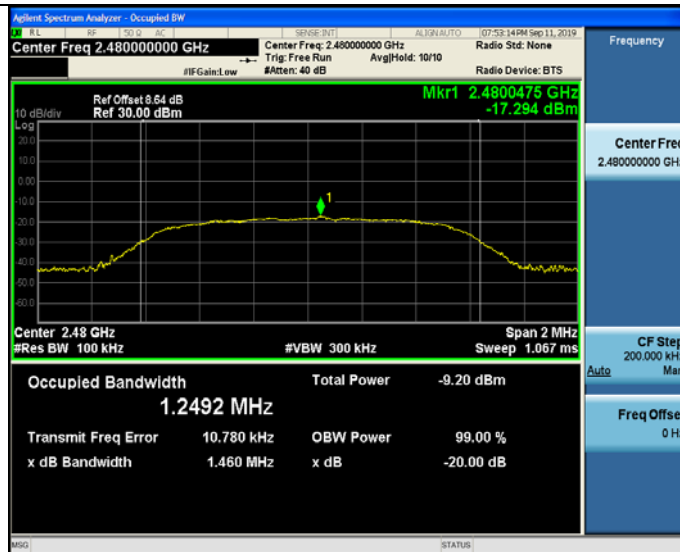 Agilent Spectrum Analyzer - Occupied BW
RL RF 50 Ω AC SENSE:INT ALIGNAUTO 07:53:14PM Sep 11, 2019
Center Freq 2.480000000 GHz Center Freq: 2.480000000 GHz Radio Std: None
Trig: Free Run Avg|Hold: 10/10
#IFGain:Low #Atten: 40 dB Radio Device: BTS
Frequency
Mkr1 2.4800475 GHz
-17.294 dBm
Ref Offset 8.64 dB
10 dB/div Ref 30.00 dBm
Log
20.0
10.0
0.00
-10.0
-20.0
-30.0
-40.0
-50.0
-60.0
1
Center Freq
2.480000000 GHz
Center 2.48 GHz Span 2 MHz
#Res BW 100 kHz #VBW 300 kHz Sweep 1.067 ms
CF Step
200.000 kHz
Auto Man
Occupied Bandwidth Total Power -9.20 dBm
1.2492 MHz
Transmit Freq Error 10.780 kHz OBW Power 99.00 %
x dB Bandwidth 1.460 MHz x dB -20.00 dB
Freq Offset
0 Hz
MSG STATUS